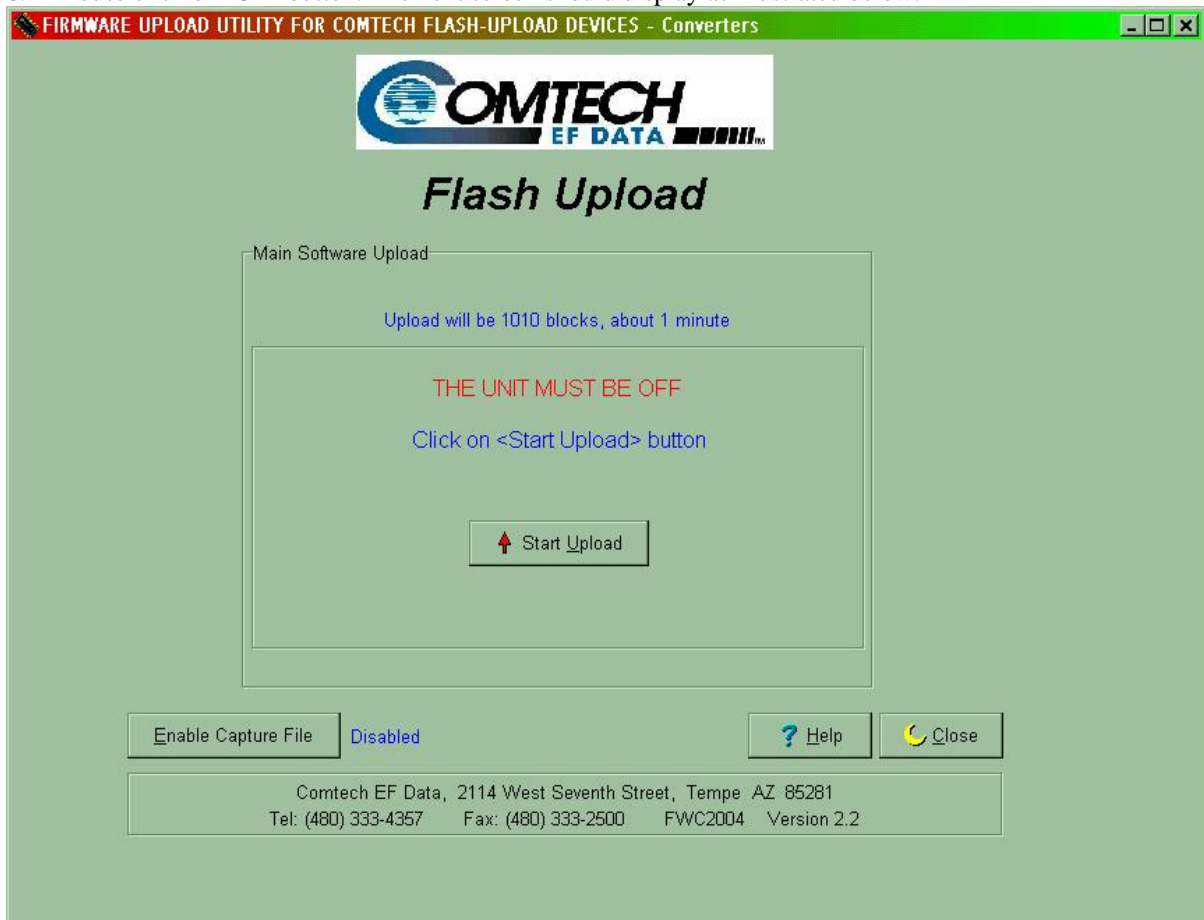 FIRMWARE UPLOAD UTILITY FOR COMTECH FLASH-UPLOAD DEVICES - Converters
COMTECH
EF DATA
TM
Flash Upload
Main Software Upload
Upload will be 1010 blocks, about 1 minute
THE UNIT MUST BE OFF
Click on <Start Upload> button
Start Upload
Enable Capture File
Disabled
? Help
Close
Comtech EF Data, 2114 West Seventh Street, Tempe AZ 85281
Tel: (480) 333-4357 Fax: (480) 333-2500 FWC2004 Version 2.2